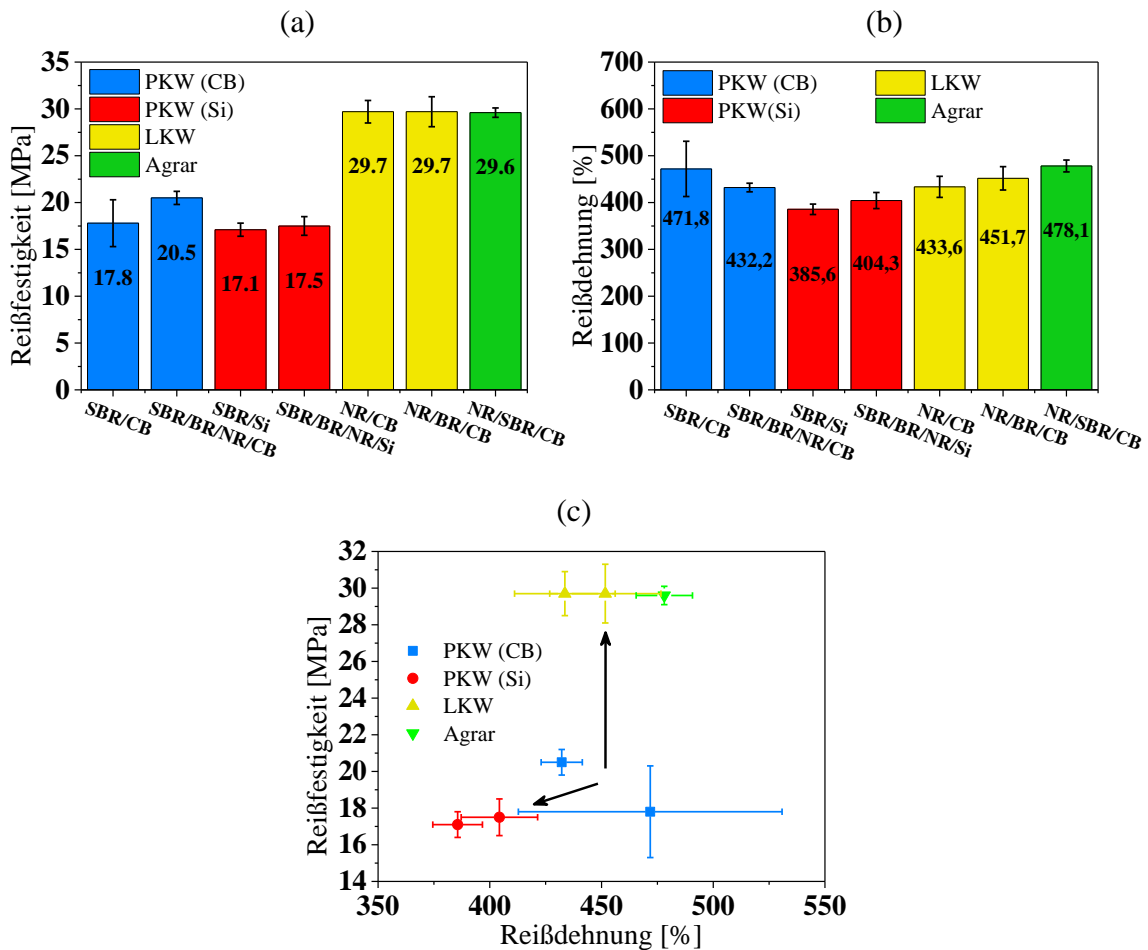 (a)
Reißfestigkeit [MPa]
35
30
25
20
15
10
5
0
PKW (CB)
PKW (Si)
LKW
Agrar
17.8
20.5
17.1
17.5
29.7
29.7
29.6
SBR/CB
SBR/BR/NR/CB
SBR/Si
SBR/BR/NR/Si
NR/CB
NR/BR/CB
NR/SBR/CB
(b)
Reißdehnung [%]
700
600
500
400
300
200
100
0
PKW (CB)
PKW(Si)
LKW
Agrar
471,8
432,2
385,6
404,3
433,6
451,7
478,1
SBR/CB
SBR/BR/NR/CB
SBR/Si
SBR/BR/NR/Si
NR/CB
NR/BR/CB
NR/SBR/CB
(c)
Reißfestigkeit [MPa]
32
30
28
26
24
22
20
18
16
14
PKW (CB)
PKW (Si)
LKW
Agrar
350
400
450
500
550
Reißdehnung [%]